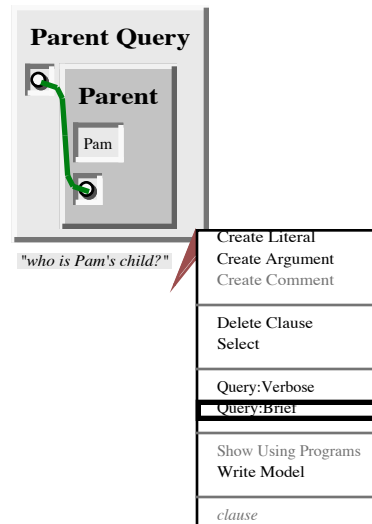 Parent Query
Parent
Pam
"who is Pam's child?"
Create Literal
Create Argument
Create Comment
Delete Clause
Select
Query:Verbose
Query:Brief
Show Using Programs
Write Model
clause